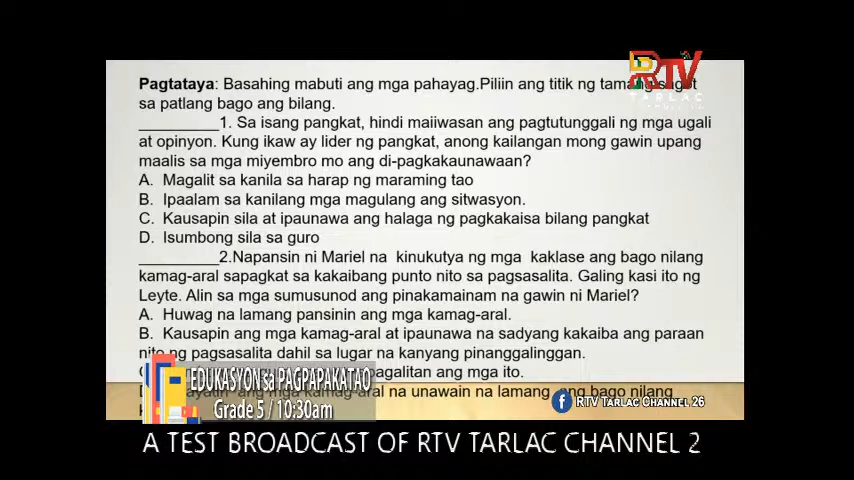 RTV
TARLAC
Pagtataya: Basahing mabuti ang mga pahayag.Piliin ang titik ng tamang sagot
sa patlang bago ang bilang.
__________1. Sa isang pangkat, hindi maiiwasan ang pagtutunggali ng mga ugali
at opinyon. Kung ikaw ay lider ng pangkat, anong kailangan mong gawin upang
maalis sa mga miyembro mo ang di-pagkakaunawaan?
A. Magalit sa kanila sa harap ng maraming tao
B. Ipaalam sa kanilang mga magulang ang sitwasyon.
C. Kausapin sila at ipaunawa ang halaga ng pagkakaisa bilang pangkat
D. Isumbong sila sa guro
__________2.Napansin ni Mariel na kinukutya ng mga kaklase ang bago nilang
kamag-aral sapagkat sa kakaibang punto nito sa pagsasalita. Galing kasi ito ng
Leyte. Alin sa mga sumusunod ang pinakamainam na gawin ni Mariel?
A. Huwag na lamang pansinin ang mga kamag-aral.
B. Kausapin ang mga kamag-aral at ipaunawa na sadyang kakaiba ang paraan
nito ng pagsasalita dahil sa lugar na kanyang pinanggalinggan.
ang mga ito.
ang mga kamag-aral na unawain na lamang ang bago nilang
EDUKASYON sa PAGPAPAKATAO
Grade 5 / 10:30am
f RTV TARLAC CHANNEL 26
A TEST BROADCAST OF RTV TARLAC CHANNEL 2